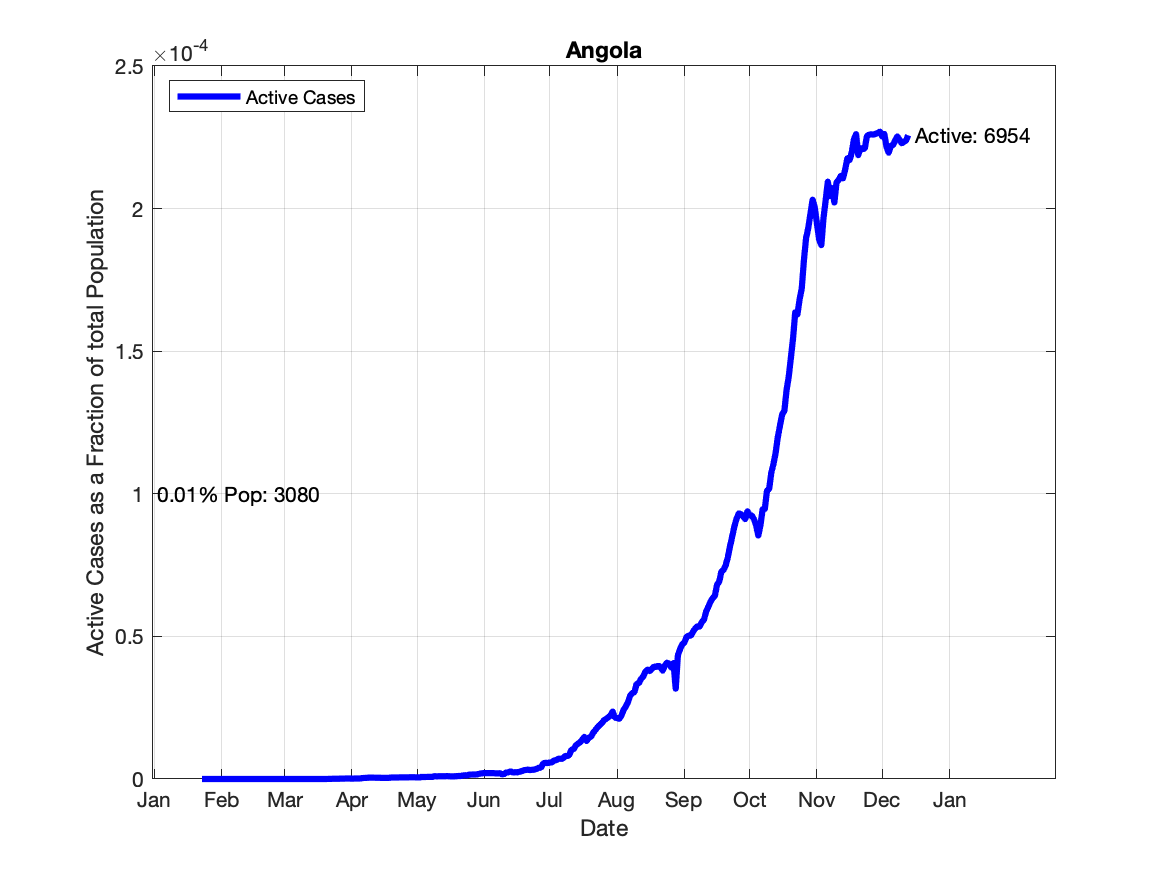 Angola
×10-4
2.5
Active Cases
Active: 6954
2
1.5
1
0.01% Pop: 3080
0.5
0
Jan Feb Mar Apr May Jun Jul Aug Sep Oct Nov Dec Jan
Date
Active Cases as a Fraction of total Population